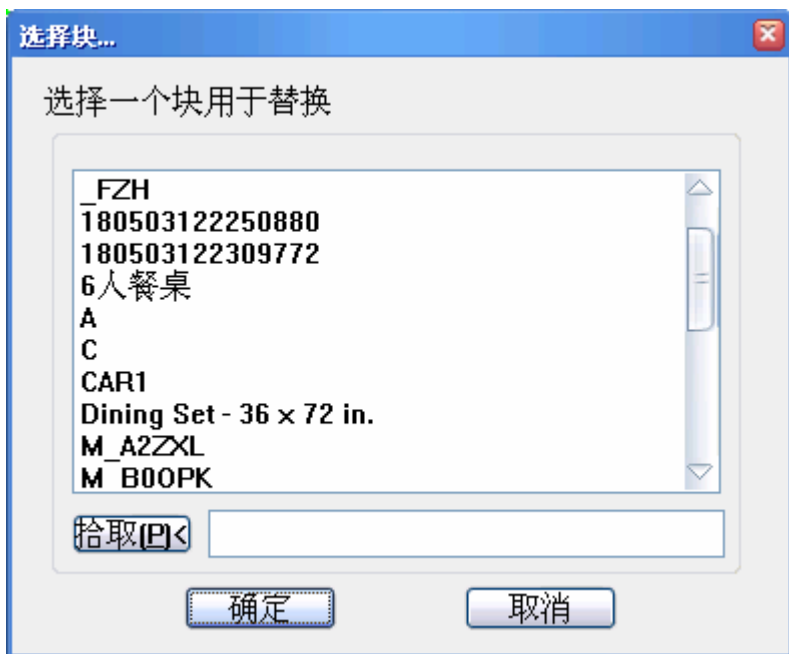 选择块...
选择一个块用于替换
_FZH
180503122250880
180503122309772
6人餐桌
A
C
CAR1
Dining Set - 36 x 72 in.
M_A2ZXL
M_B0OPK
拾取(P)<
确定
取消